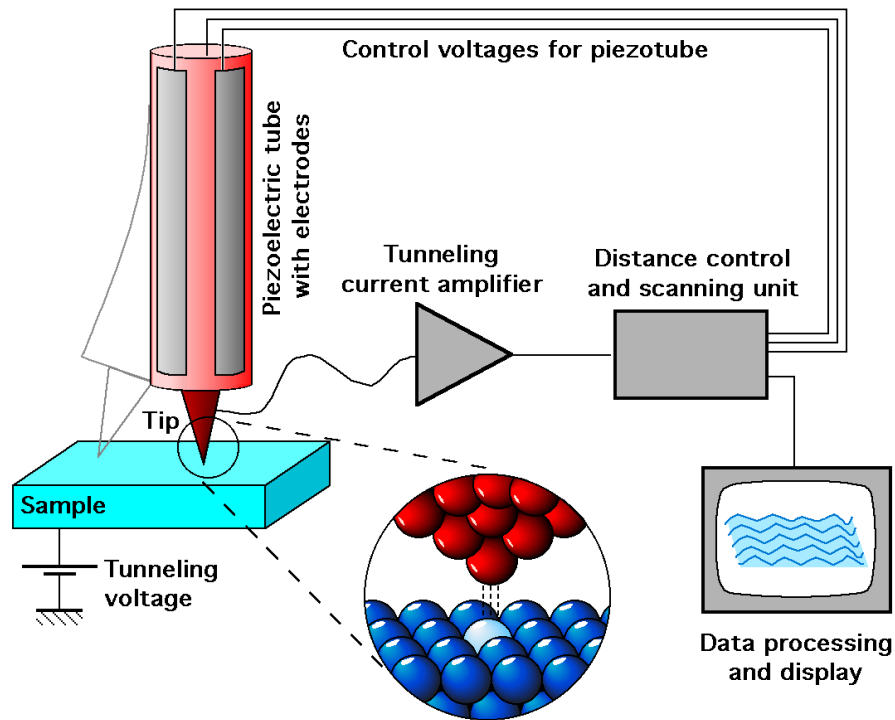 Control voltages for piezotube
Piezoelectric tube
with electrodes
Tunneling
current amplifier
Distance control
and scanning unit
Tip
Sample
Tunneling
voltage
Data processing
and display